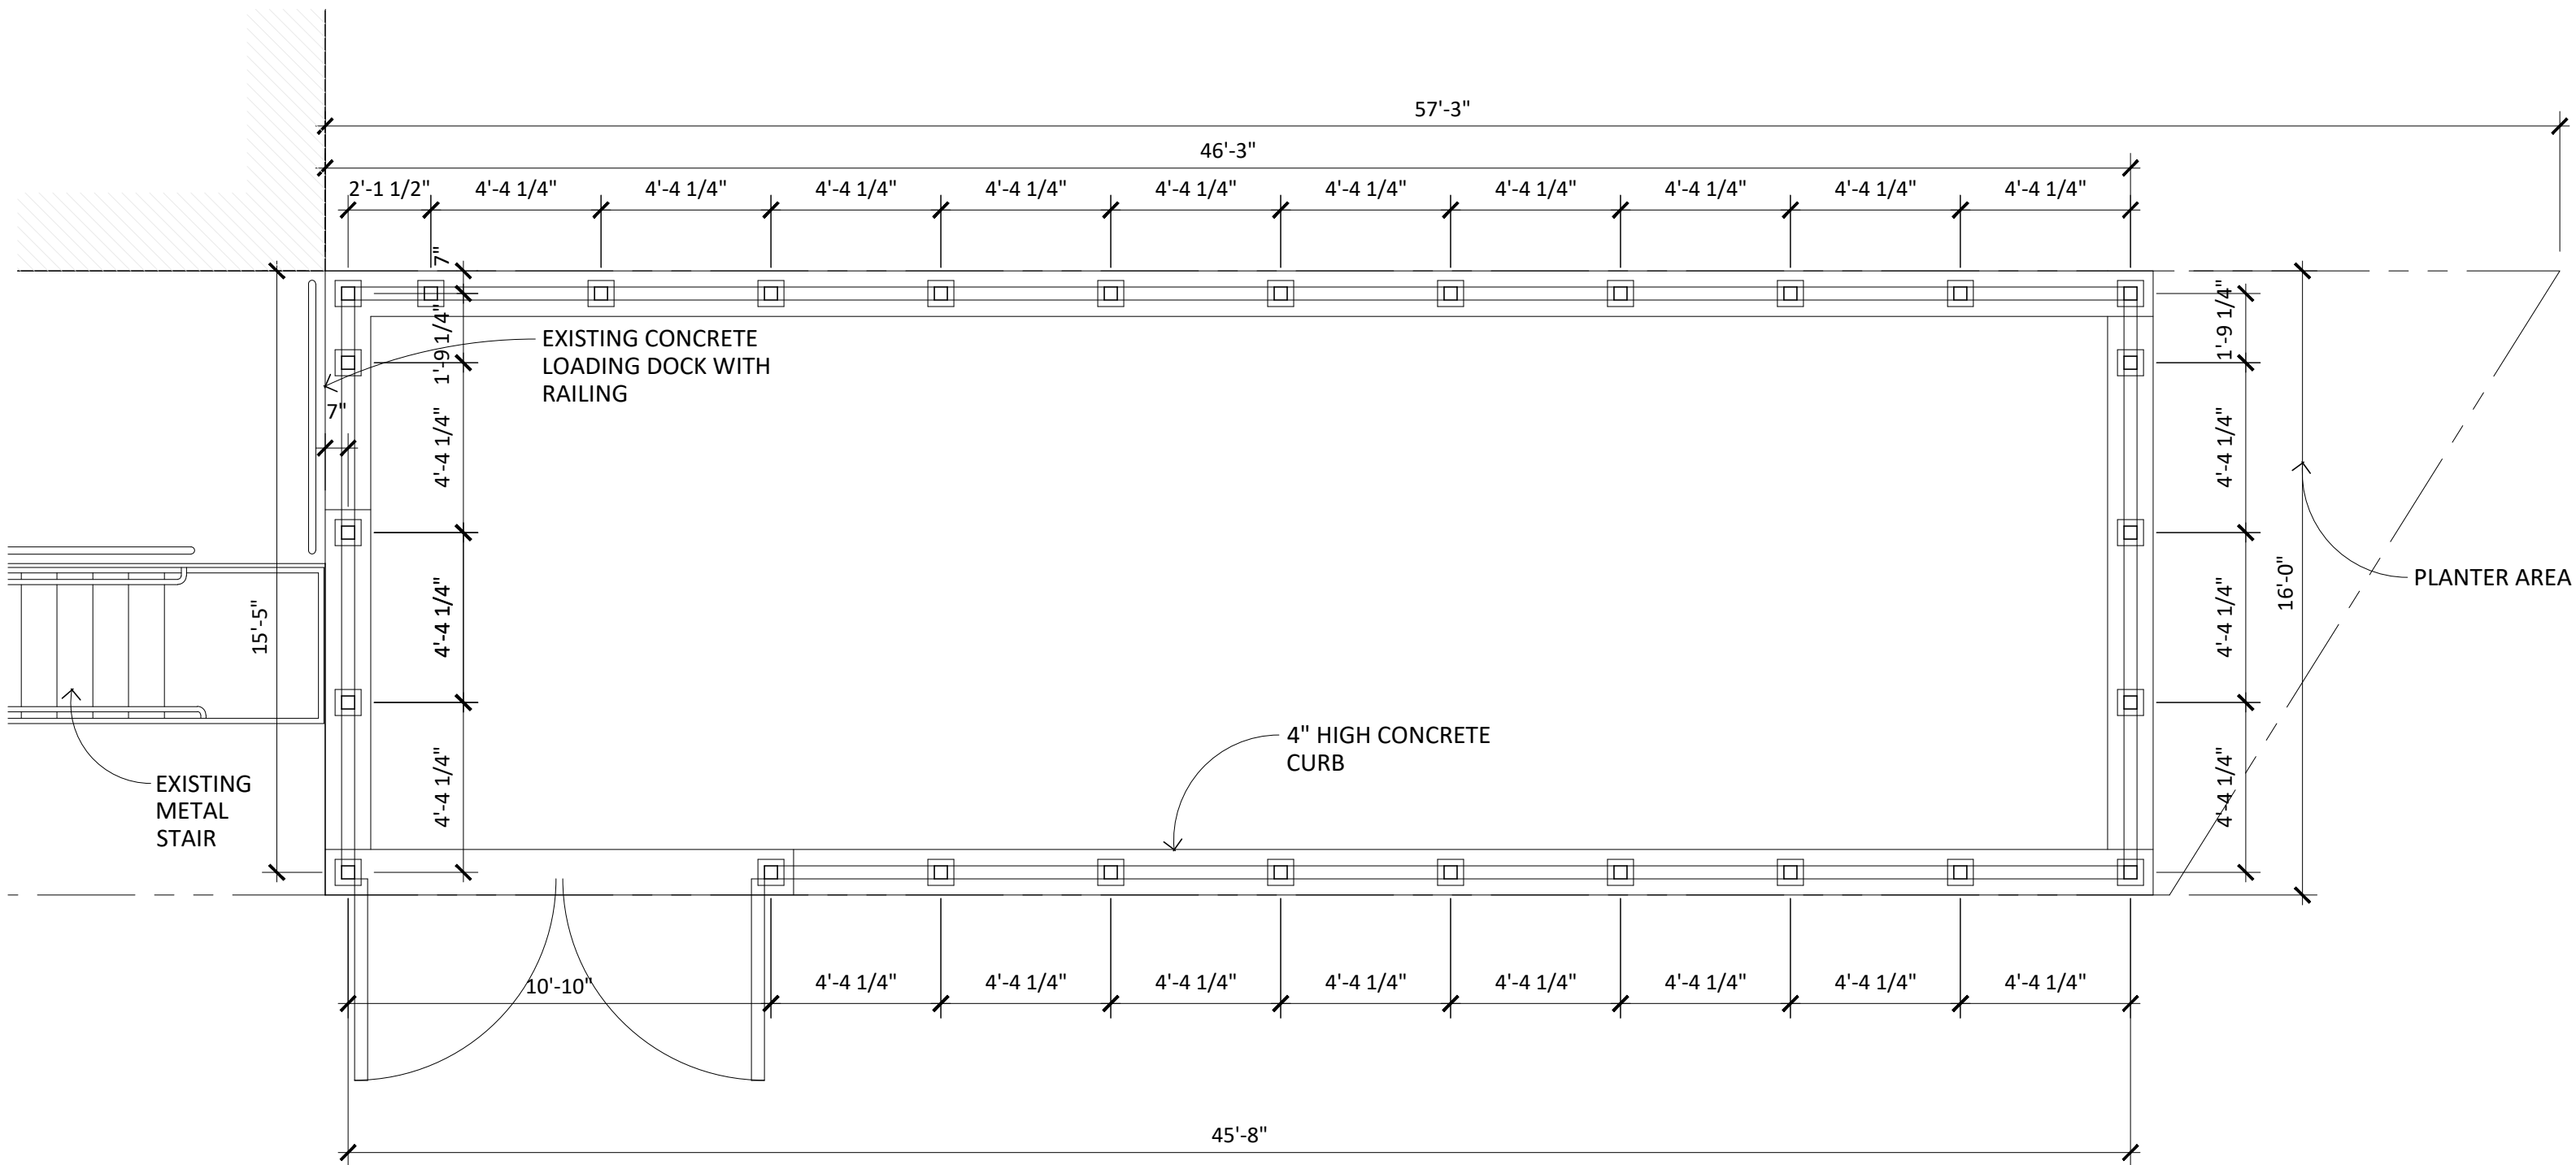 57'-3"
46'-3"
2'-1 1/2" 4'-4 1/4" 4'-4 1/4" 4'-4 1/4" 4'-4 1/4" 4'-4 1/4" 4'-4 1/4" 4'-4 1/4" 4'-4 1/4" 4'-4 1/4" 4'-4 1/4"
7"
1'-9 1/4"
4'-4 1/4"
4'-4 1/4"
4'-4 1/4"
EXISTING CONCRETE
LOADING DOCK WITH
RAILING
7"
15'-5"
EXISTING
METAL
STAIR
4" HIGH CONCRETE
CURB
1'-9 1/4"
4'-4 1/4"
4'-4 1/4"
4'-4 1/4"
16'-0"
PLANTER AREA
10'-10" 4'-4 1/4" 4'-4 1/4" 4'-4 1/4" 4'-4 1/4" 4'-4 1/4" 4'-4 1/4" 4'-4 1/4" 4'-4 1/4"
45'-8"